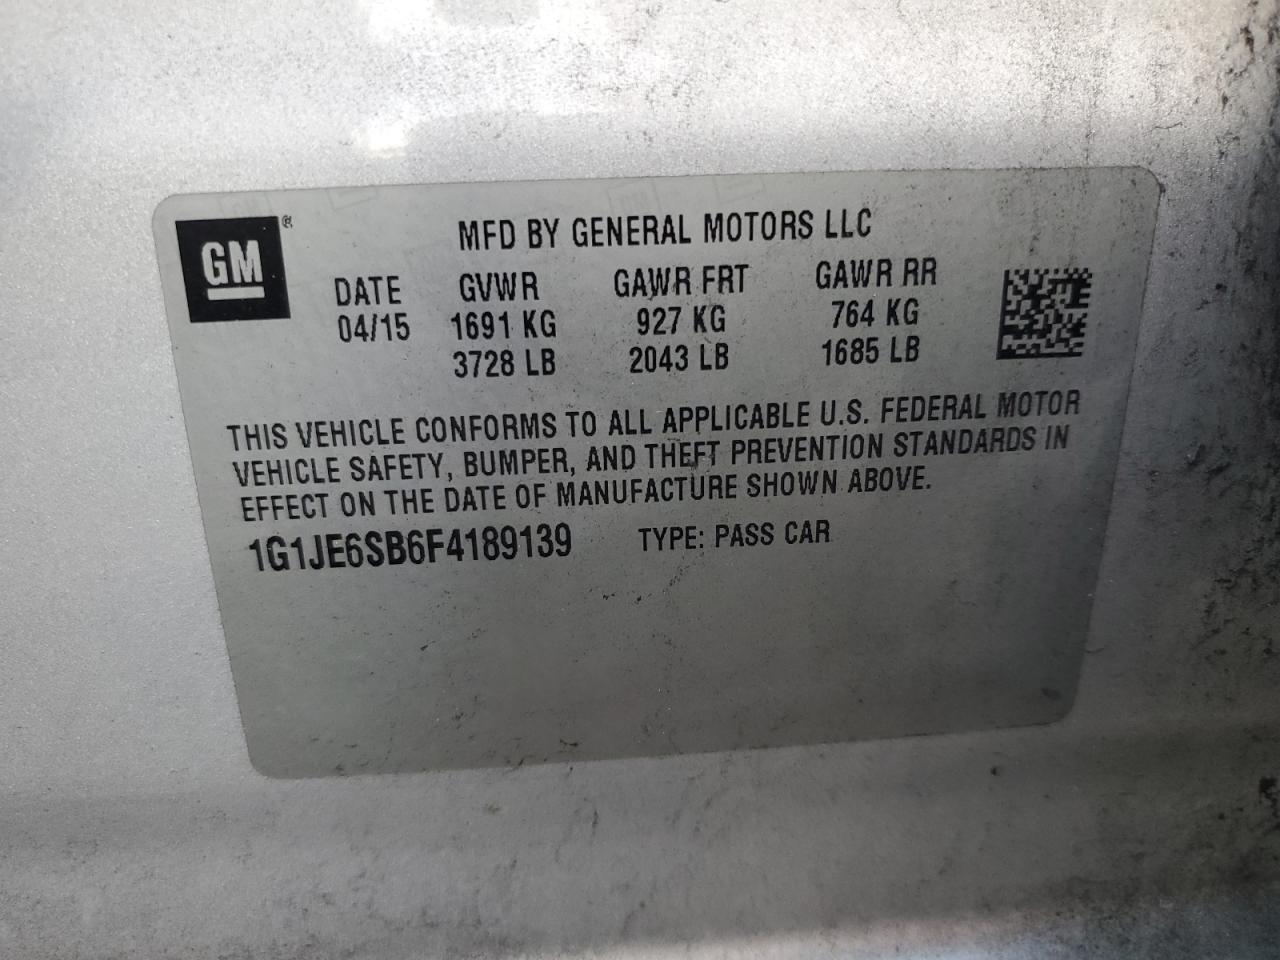 GM®
MFD BY GENERAL MOTORS LLC
DATE GVWR GAWR FRT GAWR RR
04/15 1691 KG 927 KG 764 KG
3728 LB 2043 LB 1685 LB
THIS VEHICLE CONFORMS TO ALL APPLICABLE U.S. FEDERAL MOTOR
VEHICLE SAFETY, BUMPER, AND THEFT PREVENTION STANDARDS IN
EFFECT ON THE DATE OF MANUFACTURE SHOWN ABOVE.
1G1JE6SB6F4189139 TYPE: PASS CAR